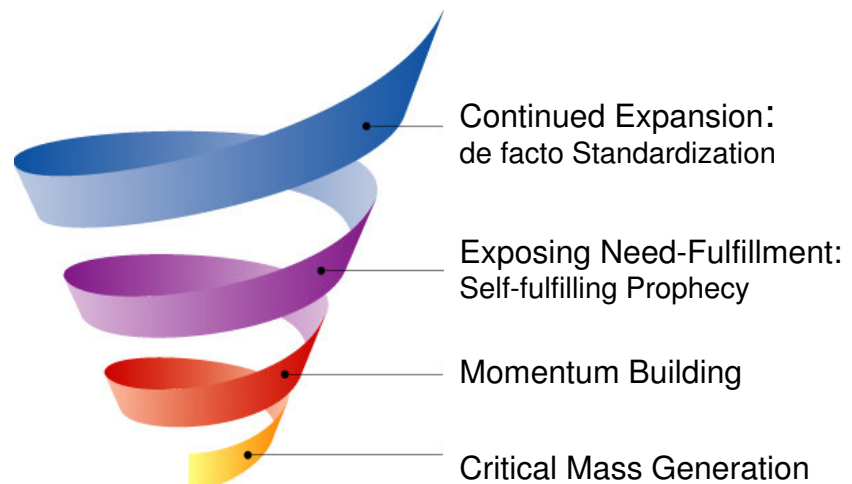 Continued Expansion:
de facto Standardization
Exposing Need-Fulfillment:
Self-fulfilling Prophecy
Momentum Building
Critical Mass Generation